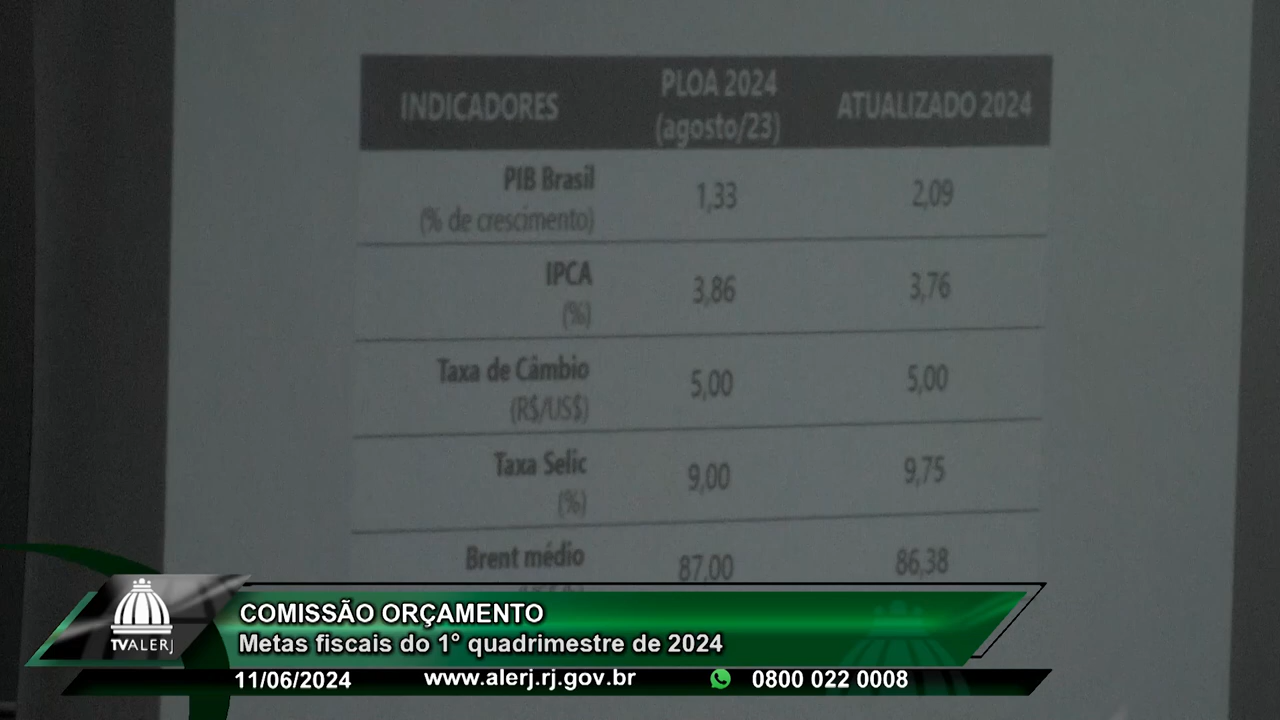 INDICADORES
PLOA 2024
(agosto/23)
ATUALIZADO 2024
PIB Brasil
(% de crescimento)
1,33
2,09
IPCA
(%)
3,86
3,76
Taxa de Câmbio
(R$/US$)
5,00
5,00
Taxa Selic
(%)
9,00
9,75
Brent médio
87,00
86,38
COMISSÃO ORÇAMENTO
Metas fiscais do 1° quadrimestre de 2024
TVALERJ
11/06/2024
www.alerj.rj.gov.br
0800 022 0008